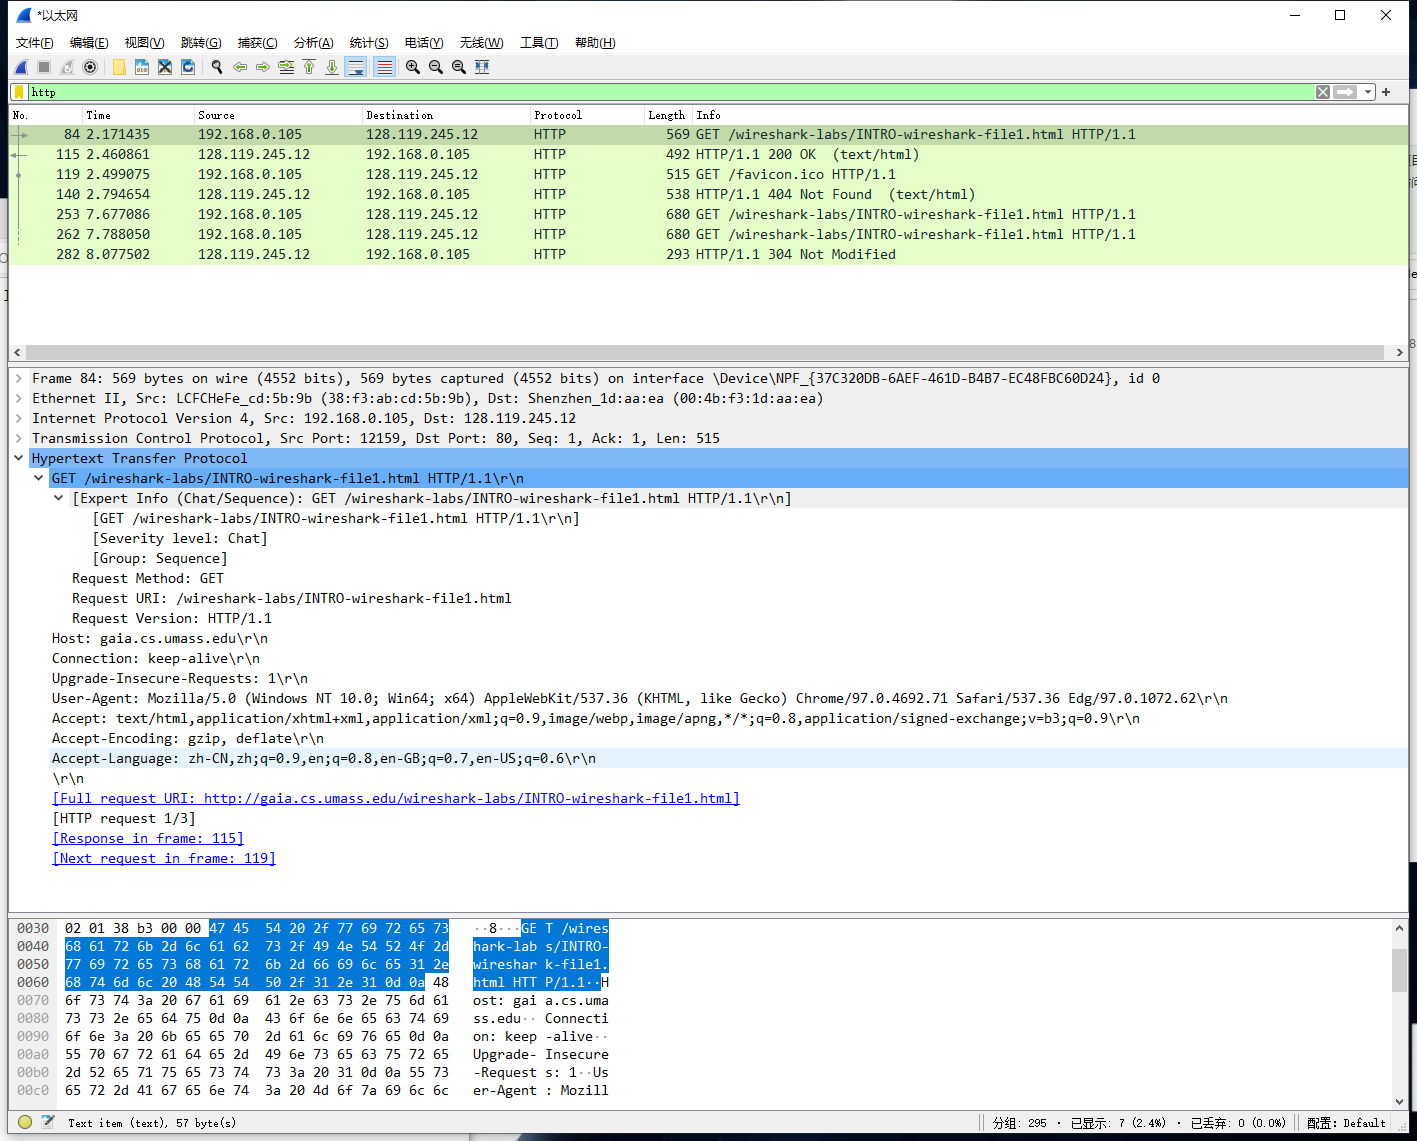 *以太网
文件(F) 编辑(E) 视图(V) 跳转(G) 捕获(C) 分析(A) 统计(S) 电话(Y) 无线(W) 工具(T) 帮助(H)
http
No. Time Source Destination Protocol Length Info
84 2.171435 192.168.0.105 128.119.245.12 HTTP 569 GET /wireshark-labs/INTRO-wireshark-file1.html HTTP/1.1
115 2.460861 128.119.245.12 192.168.0.105 HTTP 492 HTTP/1.1 200 OK (text/html)
119 2.499075 192.168.0.105 128.119.245.12 HTTP 515 GET /favicon.ico HTTP/1.1
140 2.794654 128.119.245.12 192.168.0.105 HTTP 538 HTTP/1.1 404 Not Found (text/html)
253 7.677086 192.168.0.105 128.119.245.12 HTTP 680 GET /wireshark-labs/INTRO-wireshark-file1.html HTTP/1.1
262 7.788050 192.168.0.105 128.119.245.12 HTTP 680 GET /wireshark-labs/INTRO-wireshark-file1.html HTTP/1.1
282 8.077502 128.119.245.12 192.168.0.105 HTTP 293 HTTP/1.1 304 Not Modified
Frame 84: 569 bytes on wire (4552 bits), 569 bytes captured (4552 bits) on interface \Device\NPF_{37C320DB-6AEF-461D-B4B7-EC48FBC60D24}, id 0
Ethernet II, Src: LCFCHeFe_cd:5b:9b (38:f3:ab:cd:5b:9b), Dst: Shenzhen_1d:aa:ea (00:4b:f3:1d:aa:ea)
Internet Protocol Version 4, Src: 192.168.0.105, Dst: 128.119.245.12
Transmission Control Protocol, Src Port: 12159, Dst Port: 80, Seq: 1, Ack: 1, Len: 515
Hypertext Transfer Protocol
GET /wireshark-labs/INTRO-wireshark-file1.html HTTP/1.1\r\n
[Expert Info (Chat/Sequence): GET /wireshark-labs/INTRO-wireshark-file1.html HTTP/1.1\r\n]
[GET /wireshark-labs/INTRO-wireshark-file1.html HTTP/1.1\r\n]
[Severity level: Chat]
[Group: Sequence]
Request Method: GET
Request URI: /wireshark-labs/INTRO-wireshark-file1.html
Request Version: HTTP/1.1
Host: gaia.cs.umass.edu\r\n
Connection: keep-alive\r\n
Upgrade-Insecure-Requests: 1\r\n
User-Agent: Mozilla/5.0 (Windows NT 10.0; Win64; x64) AppleWebKit/537.36 (KHTML, like Gecko) Chrome/97.0.4692.71 Safari/537.36 Edg/97.0.1072.62\r\n
Accept: text/html,application/xhtml+xml,application/xml;q=0.9,image/webp,image/apng,*/*;q=0.8,application/signed-exchange;v=b3;q=0.9\r\n
Accept-Encoding: gzip, deflate\r\n
Accept-Language: zh-CN,zh;q=0.9,en;q=0.8,en-GB;q=0.7,en-US;q=0.6\r\n
\r\n
[Full request URI: http://gaia.cs.umass.edu/wireshark-labs/INTRO-wireshark-file1.html]
[HTTP request 1/3]
[Response in frame: 115]
[Next request in frame: 119]
0030 02 01 38 b3 00 00 47 45 54 20 2f 77 69 72 65 73 ··8···GE T /wires
0040 68 61 72 6b 2d 6c 61 62 73 2f 49 4e 54 52 4f 2d hark-lab s/INTRO-
0050 77 69 72 65 73 68 61 72 6b 2d 66 69 6c 65 31 2e wireshar k-file1.
0060 68 74 6d 6c 20 48 54 54 50 2f 31 2e 31 0d 0a 48 html HTT P/1.1··H
0070 6f 73 74 3a 20 67 61 69 61 2e 63 73 2e 75 6d 61 ost: gai a.cs.uma
0080 73 73 2e 65 64 75 0d 0a 43 6f 6e 6e 65 63 74 69 ss.edu·· Connecti
0090 6f 6e 3a 20 6b 65 65 70 2d 61 6c 69 76 65 0d 0a on: keep -alive··
00a0 55 70 67 72 61 64 65 2d 49 6e 73 65 63 75 72 65 Upgrade- Insecure
00b0 2d 52 65 71 75 65 73 74 73 3a 20 31 0d 0a 55 73 -Request s: 1··Us
00c0 65 72 2d 41 67 65 6e 74 3a 20 4d 6f 7a 69 6c 6c er-Agent : Mozill
Text item (text), 57 byte(s) 分组: 295 · 已显示: 7 (2.4%) · 已丢弃: 0 (0.0%) 配置: Default